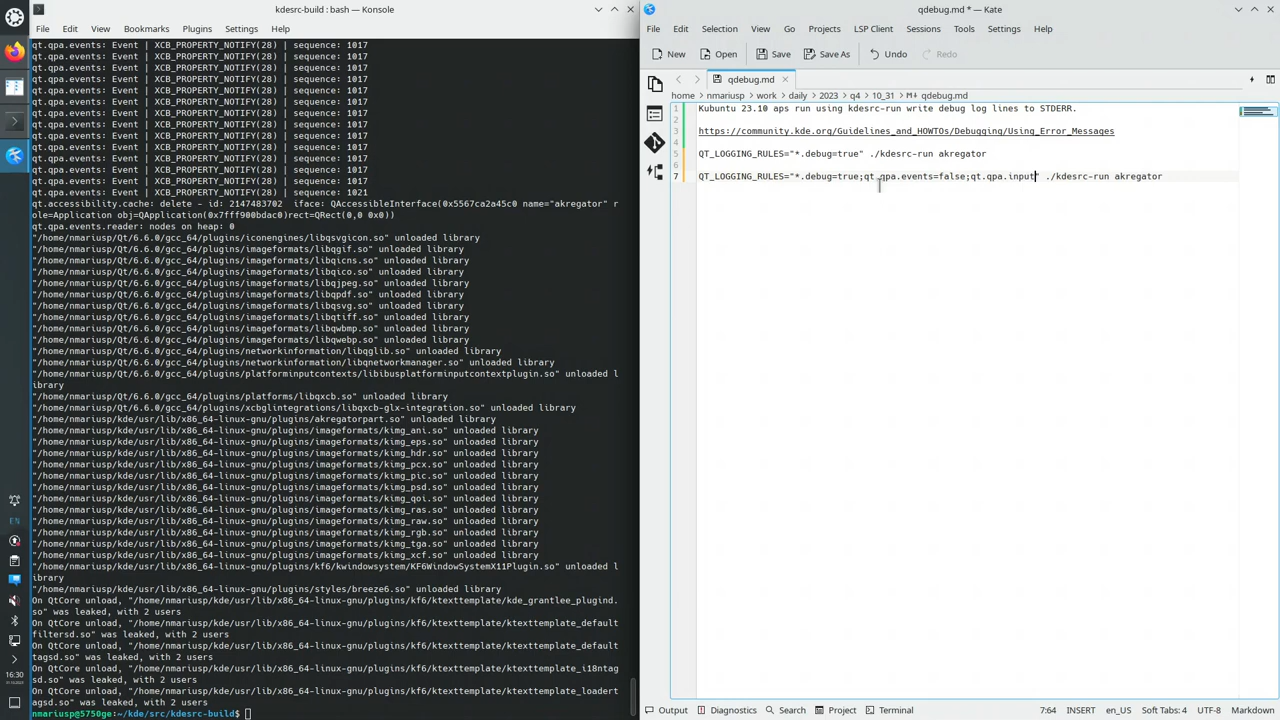 kdesrc-build : bash — Konsole
File Edit View Bookmarks Plugins Settings Help
qt.qpa.events: Event | XCB_PROPERTY_NOTIFY(28) | sequence: 1017
qt.qpa.events: Event | XCB_PROPERTY_NOTIFY(28) | sequence: 1017
qt.qpa.events: Event | XCB_PROPERTY_NOTIFY(28) | sequence: 1017
qt.qpa.events: Event | XCB_PROPERTY_NOTIFY(28) | sequence: 1017
qt.qpa.events: Event | XCB_PROPERTY_NOTIFY(28) | sequence: 1017
qt.qpa.events: Event | XCB_PROPERTY_NOTIFY(28) | sequence: 1017
qt.qpa.events: Event | XCB_PROPERTY_NOTIFY(28) | sequence: 1017
qt.qpa.events: Event | XCB_PROPERTY_NOTIFY(28) | sequence: 1017
qt.qpa.events: Event | XCB_PROPERTY_NOTIFY(28) | sequence: 1017
qt.qpa.events: Event | XCB_PROPERTY_NOTIFY(28) | sequence: 1017
qt.qpa.events: Event | XCB_PROPERTY_NOTIFY(28) | sequence: 1017
qt.qpa.events: Event | XCB_PROPERTY_NOTIFY(28) | sequence: 1017
qt.qpa.events: Event | XCB_PROPERTY_NOTIFY(28) | sequence: 1017
qt.qpa.events: Event | XCB_PROPERTY_NOTIFY(28) | sequence: 1021
qt.accessibility.cache: delete - id: 2147483702 iface: QAccessibleInterface(0x5567ca2a45c0 name="akregator"
role=Application obj=QApplication(0x7fff900bdac0)rect=QRect(0,0 0x0))
qt.qpa.events.reader: nodes on heap: 0
"/home/nmariusp/Qt/6.6.0/gcc_64/plugins/iconengines/libqsvgicon.so" unloaded library
"/home/nmariusp/Qt/6.6.0/gcc_64/plugins/imageformats/libqgif.so" unloaded library
"/home/nmariusp/Qt/6.6.0/gcc_64/plugins/imageformats/libqicns.so" unloaded library
"/home/nmariusp/Qt/6.6.0/gcc_64/plugins/imageformats/libqico.so" unloaded library
"/home/nmariusp/Qt/6.6.0/gcc_64/plugins/imageformats/libqjpeg.so" unloaded library
"/home/nmariusp/Qt/6.6.0/gcc_64/plugins/imageformats/libqpdf.so" unloaded library
"/home/nmariusp/Qt/6.6.0/gcc_64/plugins/imageformats/libqsvg.so" unloaded library
"/home/nmariusp/Qt/6.6.0/gcc_64/plugins/imageformats/libqtiff.so" unloaded library
"/home/nmariusp/Qt/6.6.0/gcc_64/plugins/imageformats/libqwbmp.so" unloaded library
"/home/nmariusp/Qt/6.6.0/gcc_64/plugins/imageformats/libqwebp.so" unloaded library
"/home/nmariusp/Qt/6.6.0/gcc_64/plugins/networkinformation/libqglib.so" unloaded library
"/home/nmariusp/Qt/6.6.0/gcc_64/plugins/networkinformation/libqnetworkmanager.so" unloaded library
"/home/nmariusp/Qt/6.6.0/gcc_64/plugins/platforminputcontexts/libibusplatforminputcontextplugin.so" unloaded l
ibrary
"/home/nmariusp/Qt/6.6.0/gcc_64/plugins/platforms/libqxcb.so" unloaded library
"/home/nmariusp/Qt/6.6.0/gcc_64/plugins/xcbglintegrations/libqxcb-glx-integration.so" unloaded library
"/home/nmariusp/kde/usr/lib/x86_64-linux-gnu/plugins/akregatorpart.so" unloaded library
"/home/nmariusp/kde/usr/lib/x86_64-linux-gnu/plugins/imageformats/kimg_ani.so" unloaded library
"/home/nmariusp/kde/usr/lib/x86_64-linux-gnu/plugins/imageformats/kimg_eps.so" unloaded library
"/home/nmariusp/kde/usr/lib/x86_64-linux-gnu/plugins/imageformats/kimg_hdr.so" unloaded library
"/home/nmariusp/kde/usr/lib/x86_64-linux-gnu/plugins/imageformats/kimg_pcx.so" unloaded library
"/home/nmariusp/kde/usr/lib/x86_64-linux-gnu/plugins/imageformats/kimg_pic.so" unloaded library
"/home/nmariusp/kde/usr/lib/x86_64-linux-gnu/plugins/imageformats/kimg_psd.so" unloaded library
"/home/nmariusp/kde/usr/lib/x86_64-linux-gnu/plugins/imageformats/kimg_qoi.so" unloaded library
"/home/nmariusp/kde/usr/lib/x86_64-linux-gnu/plugins/imageformats/kimg_ras.so" unloaded library
"/home/nmariusp/kde/usr/lib/x86_64-linux-gnu/plugins/imageformats/kimg_raw.so" unloaded library
"/home/nmariusp/kde/usr/lib/x86_64-linux-gnu/plugins/imageformats/kimg_rgb.so" unloaded library
"/home/nmariusp/kde/usr/lib/x86_64-linux-gnu/plugins/imageformats/kimg_tga.so" unloaded library
"/home/nmariusp/kde/usr/lib/x86_64-linux-gnu/plugins/imageformats/kimg_xcf.so" unloaded library
"/home/nmariusp/kde/usr/lib/x86_64-linux-gnu/plugins/kf6/kwindowsystem/KF6WindowSystemX11Plugin.so" unloaded l
ibrary
"/home/nmariusp/kde/usr/lib/x86_64-linux-gnu/plugins/styles/breeze6.so" unloaded library
On QtCore unload, "/home/nmariusp/kde/usr/lib/x86_64-linux-gnu/plugins/kf6/ktexttemplate/kde_grantlee_plugind.
so" was leaked, with 2 users
On QtCore unload, "/home/nmariusp/kde/usr/lib/x86_64-linux-gnu/plugins/kf6/ktexttemplate/ktexttemplate_default
filtersd.so" was leaked, with 2 users
On QtCore unload, "/home/nmariusp/kde/usr/lib/x86_64-linux-gnu/plugins/kf6/ktexttemplate/ktexttemplate_default
tagsd.so" was leaked, with 2 users
On QtCore unload, "/home/nmariusp/kde/usr/lib/x86_64-linux-gnu/plugins/kf6/ktexttemplate/ktexttemplate_i18ntag
sd.so" was leaked, with 2 users
On QtCore unload, "/home/nmariusp/kde/usr/lib/x86_64-linux-gnu/plugins/kf6/ktexttemplate/ktexttemplate_loadert
agsd.so" was leaked, with 2 users
nmariusp@5750ge:~/kde/src/kdesrc-build$
EN
16:30
qdebug.md * — Kate
File Edit Selection View Go Projects LSP Client Sessions Tools Settings Help
New Open Save Save As Undo Redo
qdebug.md
home nmariusp work daily 2023 q4 10_31 qdebug.md
1 Kubuntu 23.10 aps run using kdesrc-run write debug log lines to STDERR.
2
3 https://community.kde.org/Guidelines_and_HOWTOs/Debugging/Using_Error_Messages
4
5 QT_LOGGING_RULES="*.debug=true" ./kdesrc-run akregator
6
7 QT_LOGGING_RULES="*.debug=true;qt.qpa.events=false;qt.qpa.input" ./kdesrc-run akregator
Output Diagnostics Search Project Terminal 7:64 INSERT en_US Soft Tabs: 4 UTF-8 Markdown